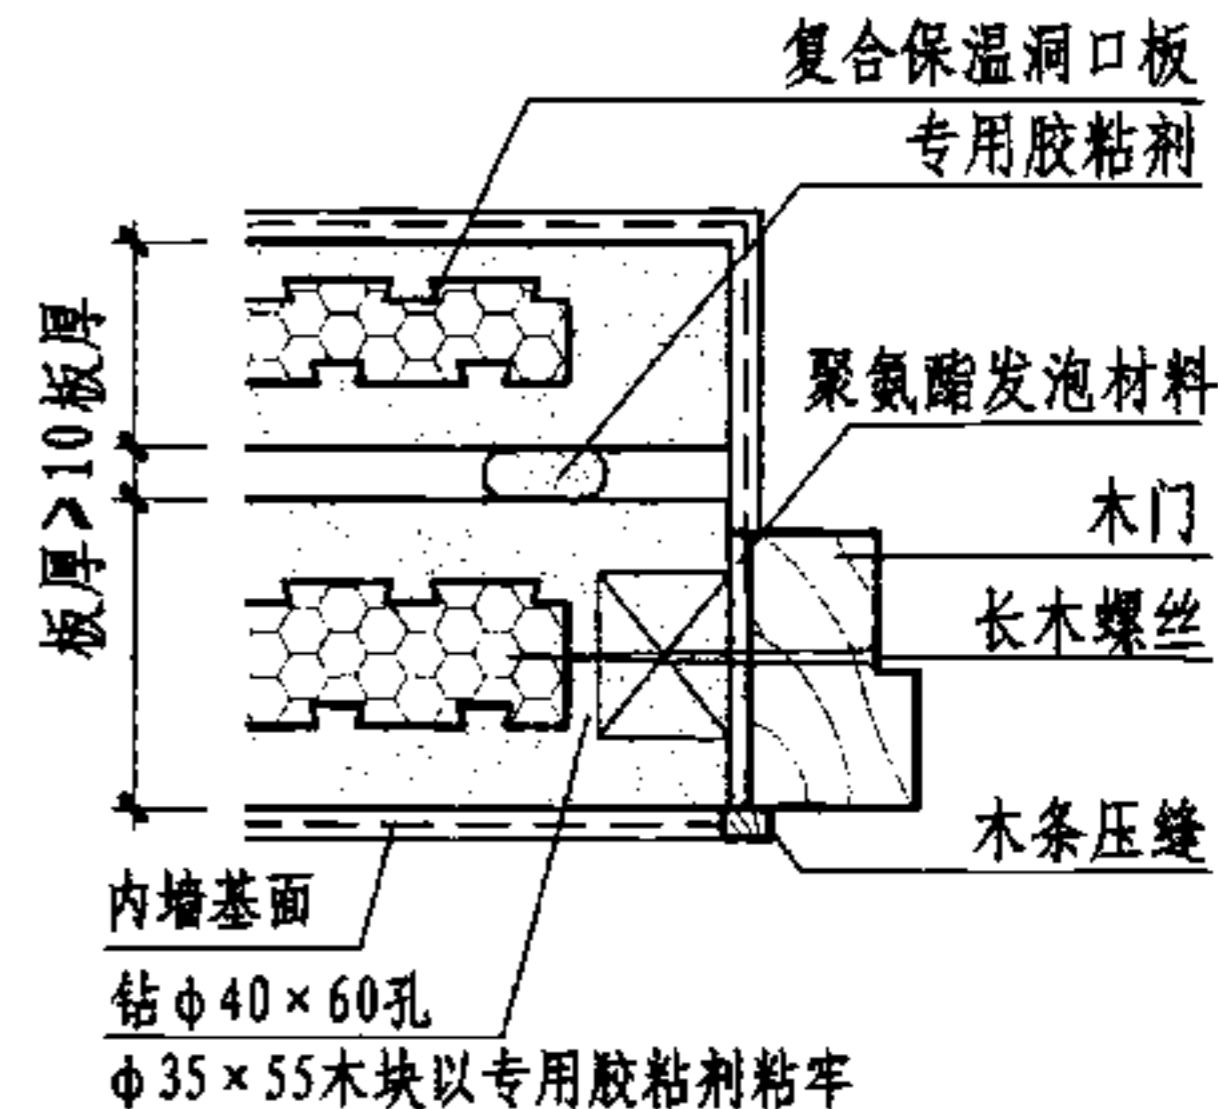 复合保温洞口板
专用胶粘剂
聚氨酯发泡材料
木门
长木螺丝
木条压缝
板厚>10板厚
内墙基面
钻ф40×60孔
ф35×55木块以专用胶粘剂粘牢